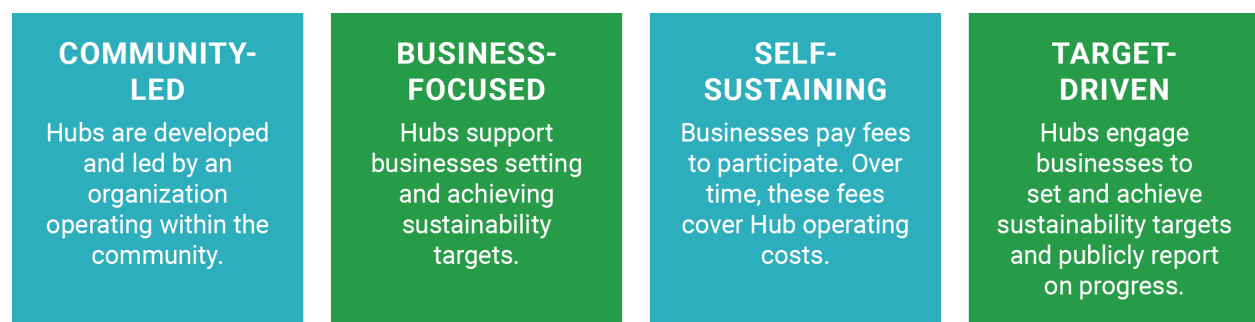 COMMUNITY-
LED
Hubs are developed
and led by an
organization
operating within the
community.
BUSINESS-
FOCUSED
Hubs support
businesses setting
and achieving
sustainability
targets.
SELF-
SUSTAINING
Businesses pay fees
to participate. Over
time, these fees
cover Hub operating
costs.
TARGET-
DRIVEN
Hubs engage
businesses to
set and achieve
sustainability targets
and publicly report
on progress.